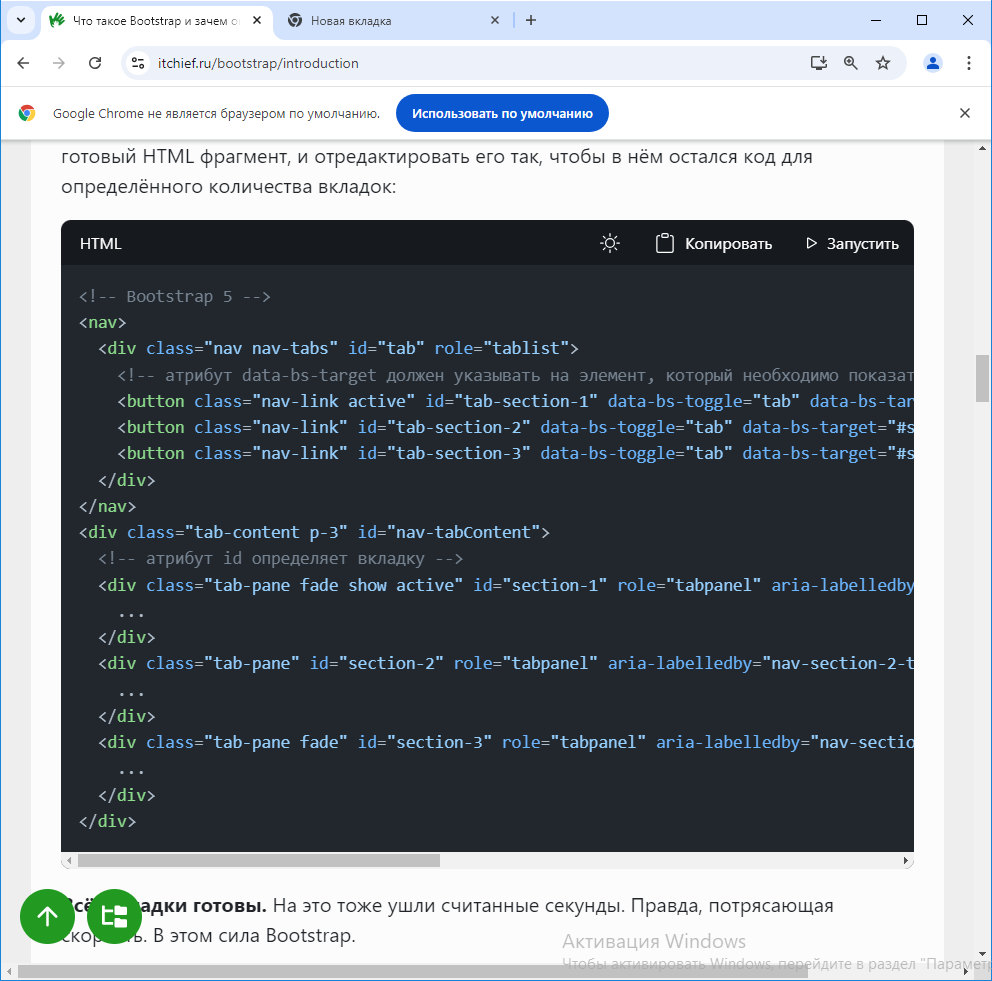 Что такое Bootstrap и зачем
Новая вкладка
itchief.ru/bootstrap/introduction
Google Chrome не является браузером по умолчанию.
Использовать по умолчанию
готовый HTML фрагмент, и отредактировать его так, чтобы в нём остался код для
определённого количества вкладок:
HTML
Копировать
Запустить
<!-- Bootstrap 5 -->
<nav>
<div class="nav nav-tabs" id="tab" role="tablist">
<!-- атрибут data-bs-target должен указывать на элемент, который необходимо показат
<button class="nav-link active" id="tab-section-1" data-bs-toggle="tab" data-bs-tar
<button class="nav-link" id="tab-section-2" data-bs-toggle="tab" data-bs-target="#s
<button class="nav-link" id="tab-section-3" data-bs-toggle="tab" data-bs-target="#s
</div>
</nav>
<div class="tab-content p-3" id="nav-tabContent">
<!-- атрибут id определяет вкладку -->
<div class="tab-pane fade show active" id="section-1" role="tabpanel" aria-labelledby
...
</div>
<div class="tab-pane" id="section-2" role="tabpanel" aria-labelledby="nav-section-2-t
...
</div>
<div class="tab-pane fade" id="section-3" role="tabpanel" aria-labelledby="nav-sectio
...
</div>
</div>
готовы. На это тоже ушли считанные секунды. Правда, потрясающая
В этом сила Bootstrap.
Активация Windows
Чтобы активировать Windows, перейдите в раздел "Парамет